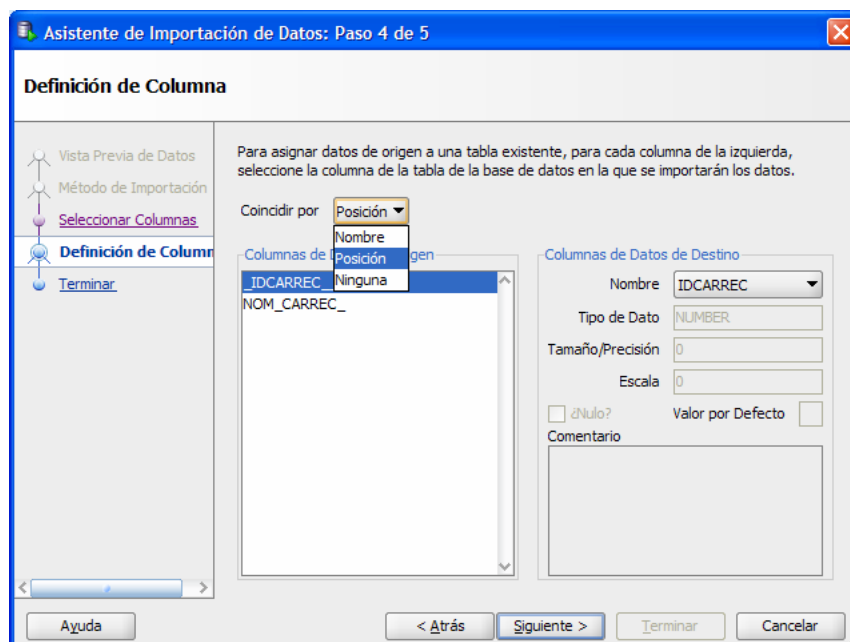 Asistente de Importación de Datos: Paso 4 de 5
Definición de Columna
Vista Previa de Datos
Método de Importación
Seleccionar Columnas
Definición de Column
Terminar
Para asignar datos de origen a una tabla existente, para cada columna de la izquierda,
seleccione la columna de la tabla de la base de datos en la que se importarán los datos.
Coincidir por Posición
Nombre
Posición
Ninguna
Columnas de
gen
_IDCARREC_
NOM_CARREC_
Columnas de Datos de Destino
Nombre IDCARREC
Tipo de Dato NUMBER
Tamaño/Precisión 0
Escala 0
¿Nulo? Valor por Defecto
Comentario
Ayuda
< Atrás
Siguiente >
Terminar
Cancelar